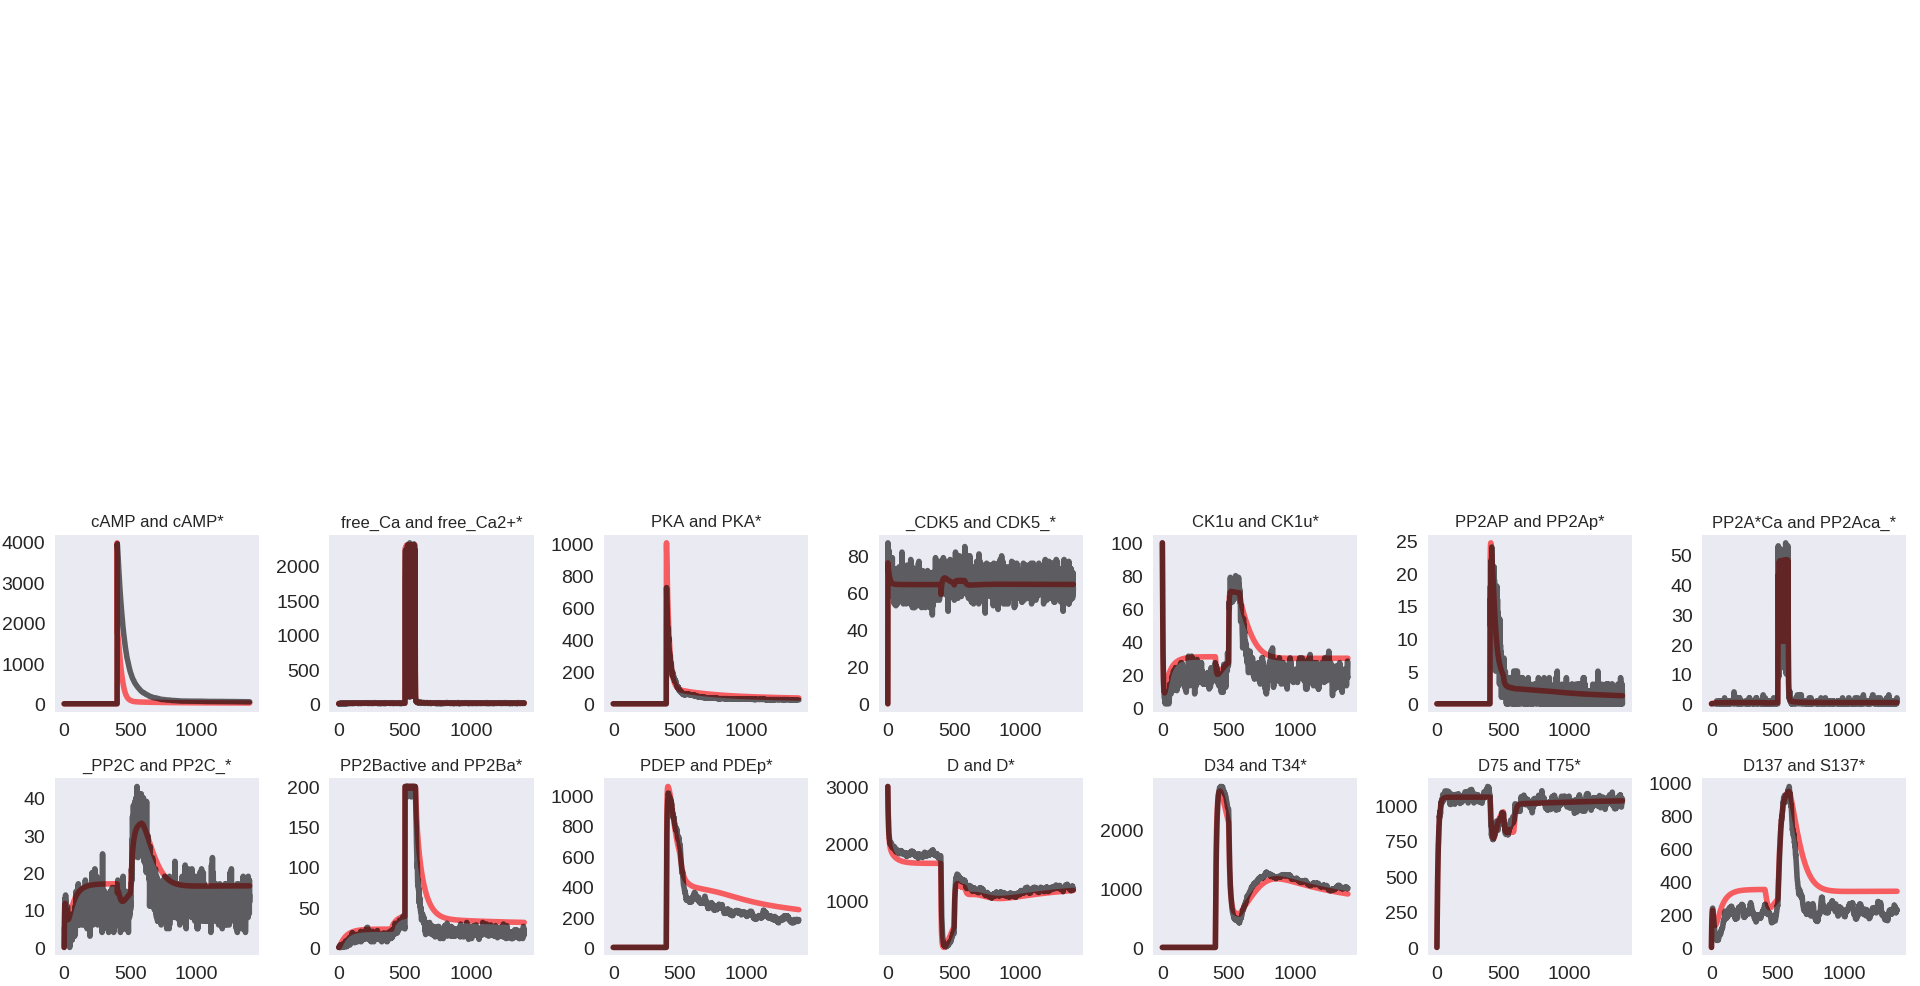 cAMP and cAMP*
free_Ca and free_Ca2+*
PKA and PKA*
_CDK5 and CDK5_*
CK1u and CK1u*
PP2AP and PP2Ap*
PP2A*Ca and PP2Aca_*
4000
3000
2000
1000
0
0 500 1000
2000
1500
1000
500
0
0 500 1000
1000
800
600
400
200
0
0 500 1000
80
60
40
20
0
0 500 1000
100
80
60
40
20
0
0 500 1000
25
20
15
10
5
0
0 500 1000
50
40
30
20
10
0
0 500 1000
_PP2C and PP2C_*
PP2Bactive and PP2Ba*
PDEP and PDEp*
D and D*
D34 and T34*
D75 and T75*
D137 and S137*
40
30
20
10
0
0 500 1000
200
150
100
50
0
0 500 1000
1000
800
600
400
200
0
0 500 1000
3000
2000
1000
0 500 1000
2000
1000
0
0 500 1000
1000
750
500
250
0
0 500 1000
1000
800
600
400
200
0
0 500 1000